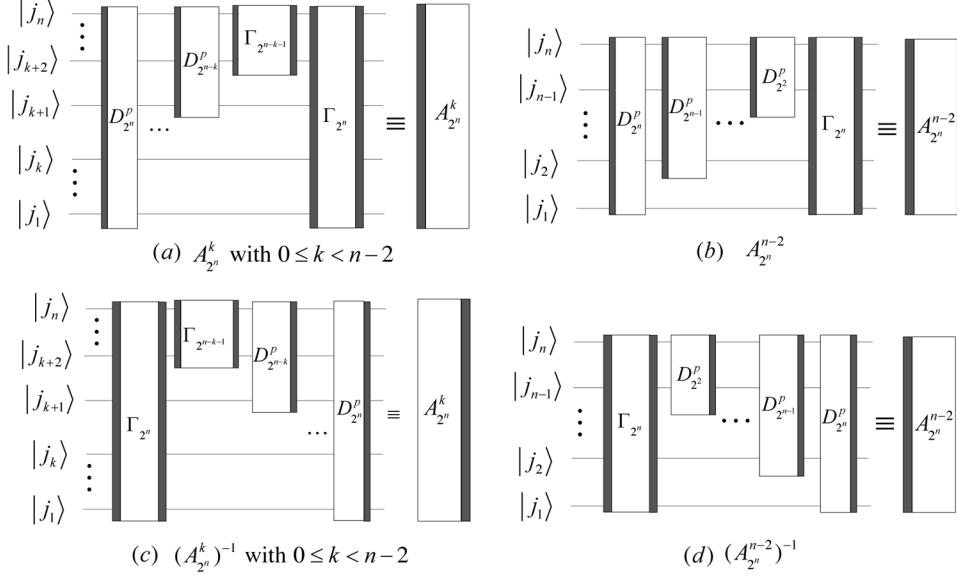 |j_n⟩
⋮
|j_{k+2}⟩
|j_{k+1}⟩
|j_k⟩
⋮
|j_1⟩
D^p_{2^n}
...
D^p_{2^{n-k}}
Γ_{2^{n-k-1}}
Γ_{2^n}
≡
A^k_{2^n}
(a) A^k_{2^n} with 0 ≤ k < n − 2
|j_n⟩
|j_{n-1}⟩
⋮
|j_2⟩
|j_1⟩
D^p_{2^n}
D^p_{2^{n-1}}
...
D^p_{2^2}
Γ_{2^n}
≡
A^{n-2}_{2^n}
(b) A^{n-2}_{2^n}
|j_n⟩
⋮
|j_{k+2}⟩
|j_{k+1}⟩
|j_k⟩
⋮
|j_1⟩
Γ_{2^n}
Γ_{2^{n-k-1}}
D^p_{2^{n-k}}
...
D^p_{2^n}
≡
A^k_{2^n}
(c) (A^k_{2^n})^{-1} with 0 ≤ k < n − 2
|j_n⟩
|j_{n-1}⟩
⋮
|j_2⟩
|j_1⟩
Γ_{2^n}
D^p_{2^2}
...
D^p_{2^{n-1}}
D^p_{2^n}
≡
A^{n-2}_{2^n}
(d) (A^{n-2}_{2^n})^{-1}